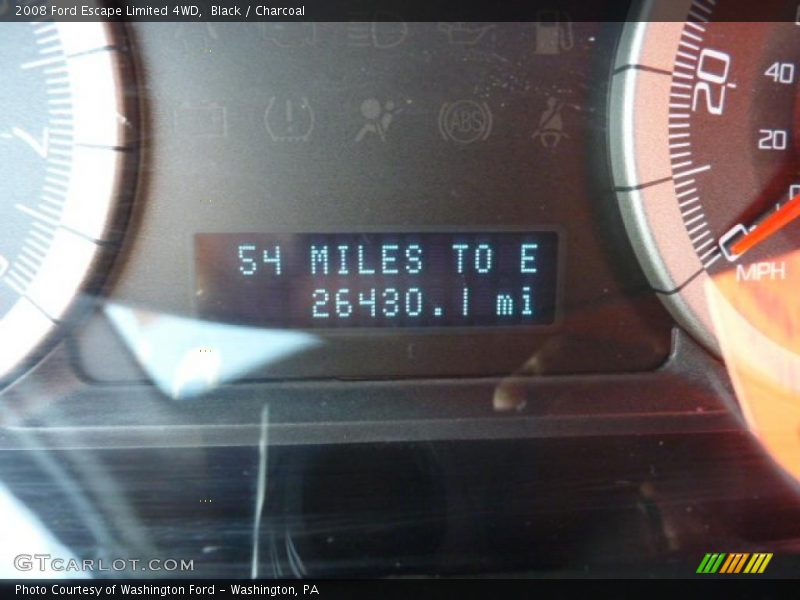 2008 Ford Escape Limited 4WD, Black / Charcoal
40
20
20
ABS
0
54 MILES TO E
26430.1 mi
MPH
GTCARLOT.COM
Photo Courtesy of Washington Ford - Washington, PA